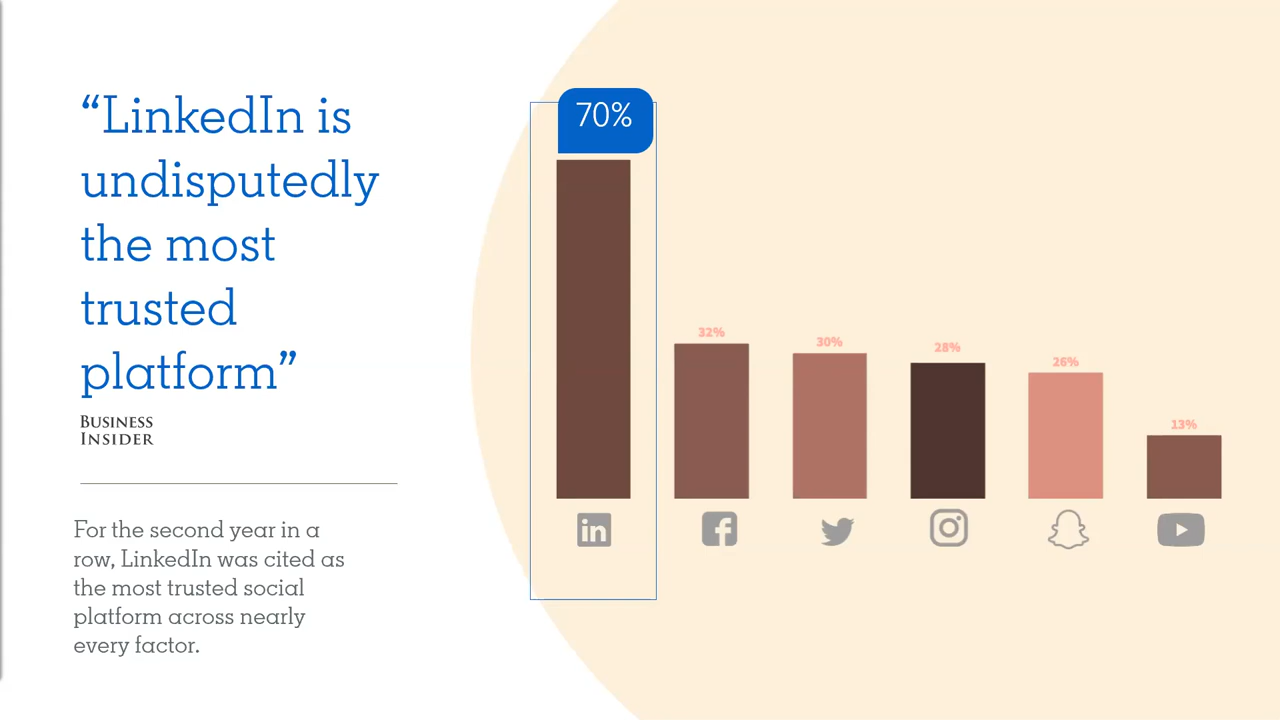 “LinkedIn is
undisputedly
the most
trusted
platform”
BUSINESS
INSIDER
For the second year in a
row, LinkedIn was cited as
the most trusted social
platform across nearly
every factor.
70%
32%
30%
28%
26%
13%
in
f